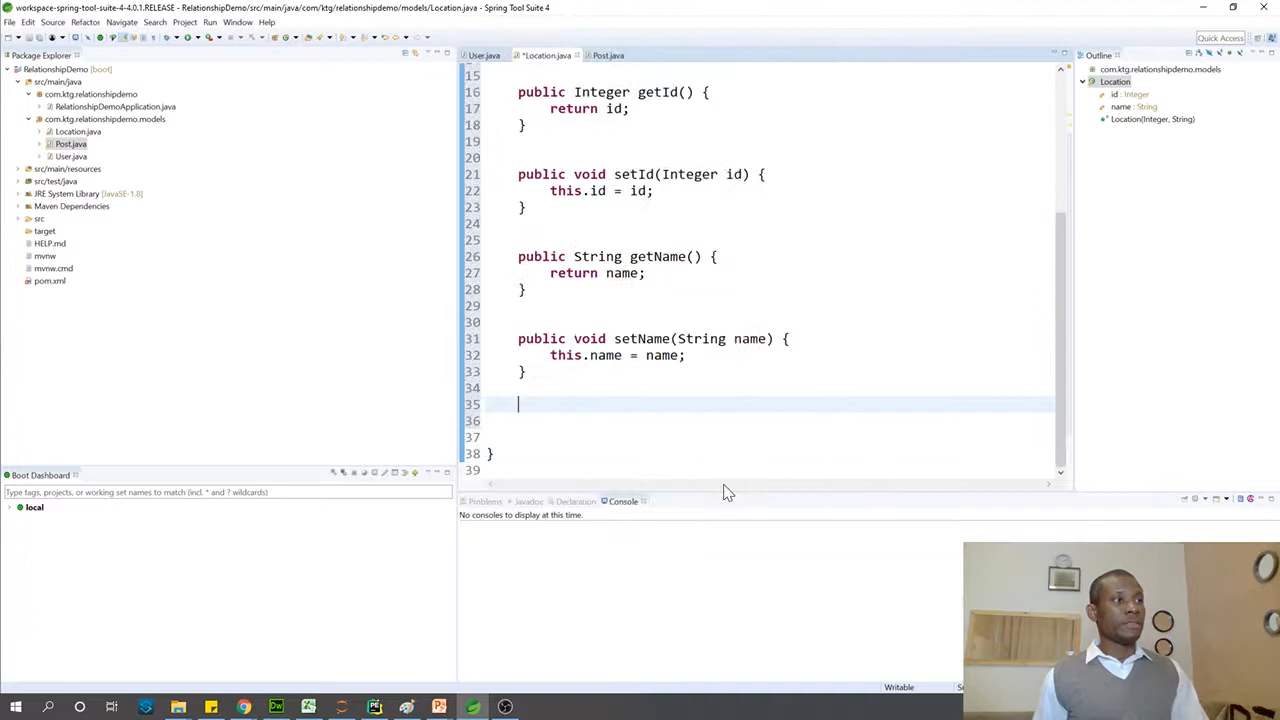 workspace-spring-tool-suite-4-4.0.1.RELEASE - RelationshipDemo/src/main/java/com/ktg/relationshipdemo/models/Location.java - Spring Tool Suite 4
File Edit Source Refactor Navigate Search Project Run Window Help
Quick Access
Package Explorer
RelationshipDemo [boot]
src/main/java
com.ktg.relationshipdemo
RelationshipDemoApplication.java
com.ktg.relationshipdemo.models
Location.java
Post.java
User.java
src/main/resources
src/test/java
JRE System Library [JavaSE-1.8]
Maven Dependencies
src
target
HELP.md
mvnw
mvnw.cmd
pom.xml
Boot Dashboard
Type tags, projects, or working set names to match (incl. * and ? wildcards)
local
User.java *Location.java Post.java
15
16 public Integer getId() {
17 return id;
18 }
19
20
21 public void setId(Integer id) {
22 this.id = id;
23 }
24
25
26 public String getName() {
27 return name;
28 }
29
30
31 public void setName(String name) {
32 this.name = name;
33 }
34
35
36
37
38 }
39
Problems Javadoc Declaration Console
No consoles to display at this time.
Outline
com.ktg.relationshipdemo.models
Location
id : Integer
name : String
Location(Integer, String)
Writable